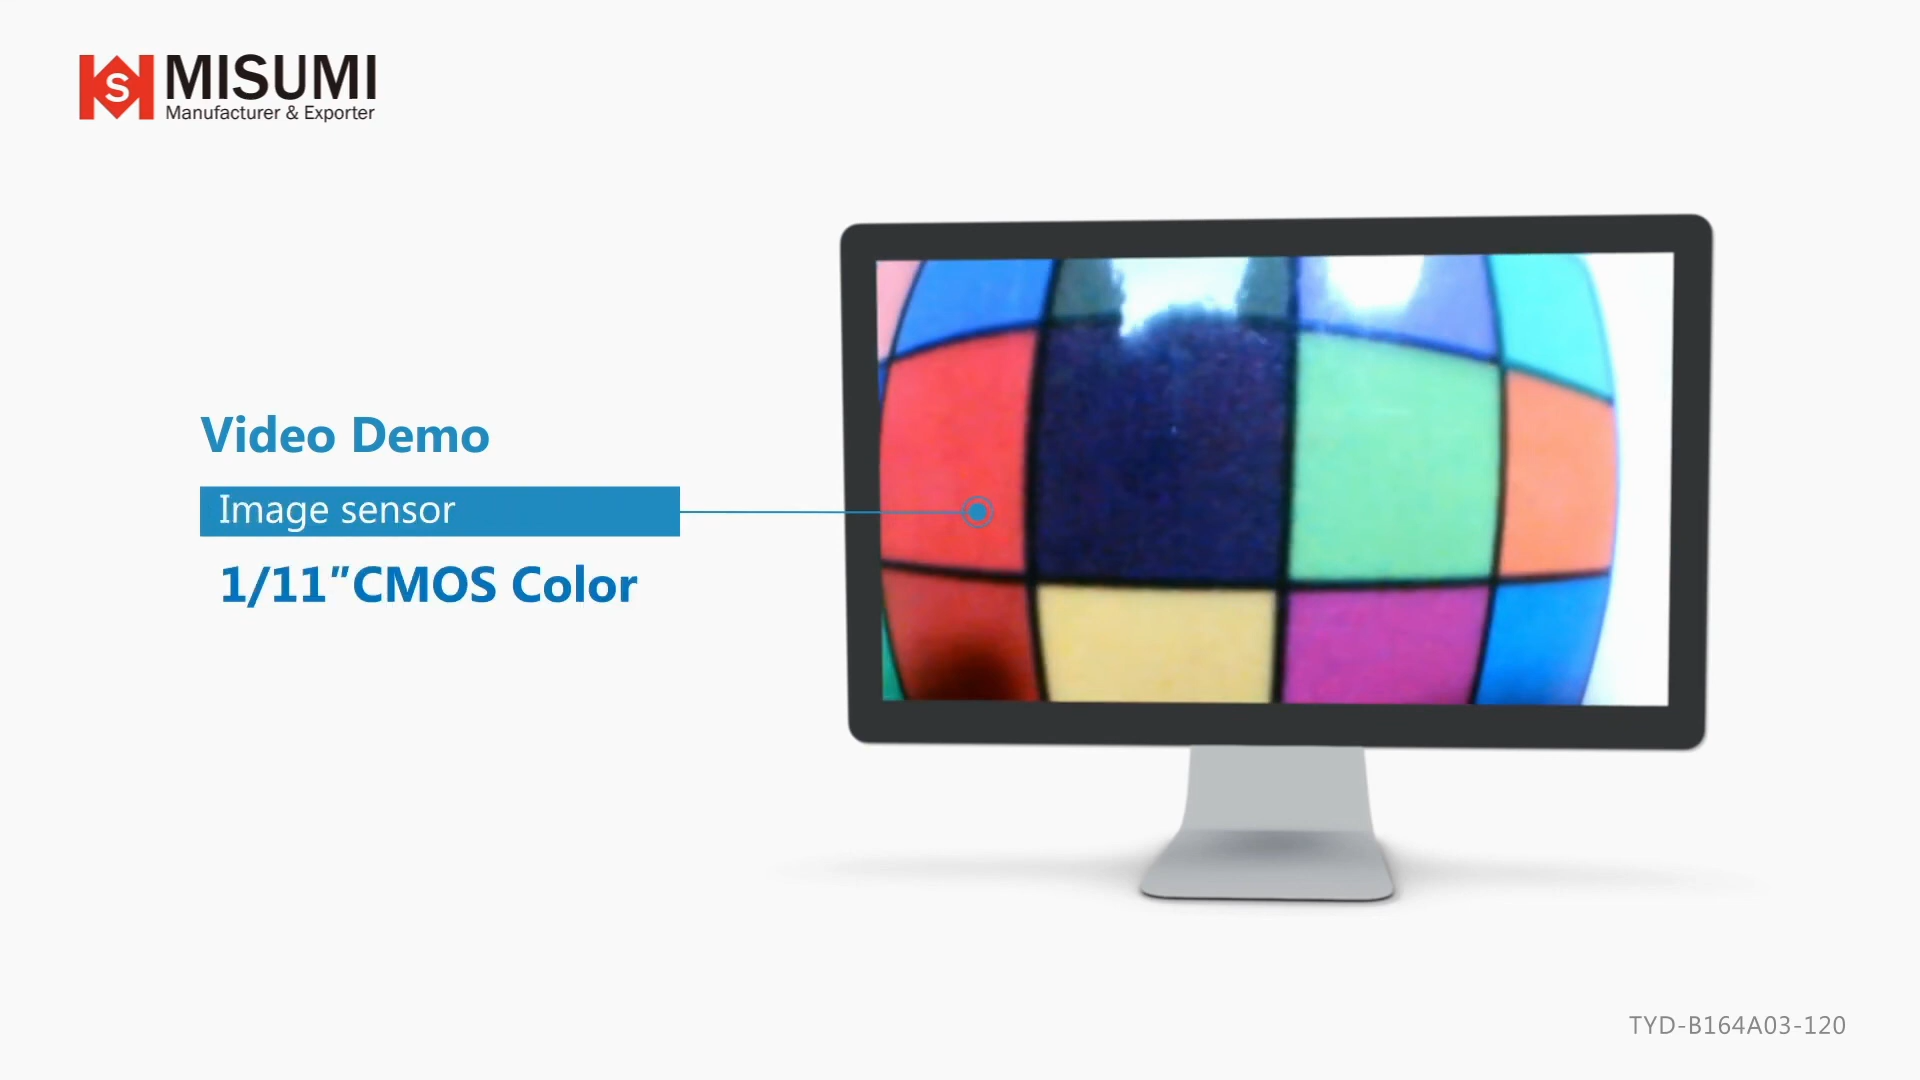 S
MISUMI
Manufacturer & Exporter
Video Demo
Image sensor
1/11″CMOS Color
TYD-B164A03-120